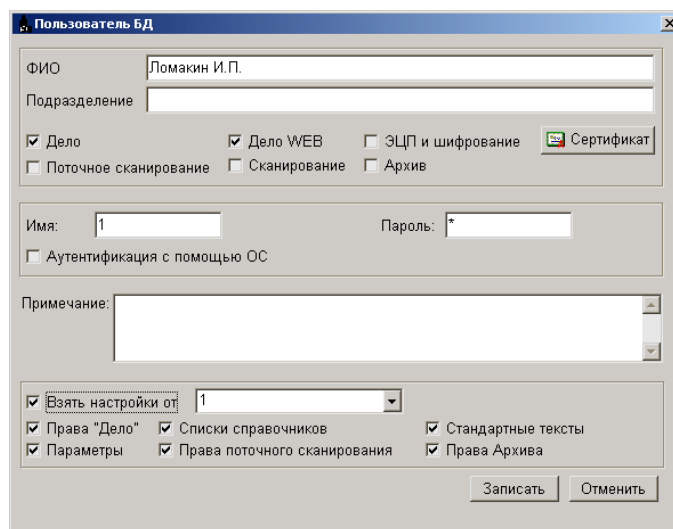 Пользователь БД
ФИО Ломакин И.П.
Подразделение
Дело Дело WEB ЭЦП и шифрование Сертификат
Поточное сканирование Сканирование Архив
Имя: 1 Пароль: *
Аутентификация с помощью ОС
Примечание:
Взять настройки от 1
Права "Дело" Списки справочников Стандартные тексты
Параметры Права поточного сканирования Права Архива
Записать Отменить